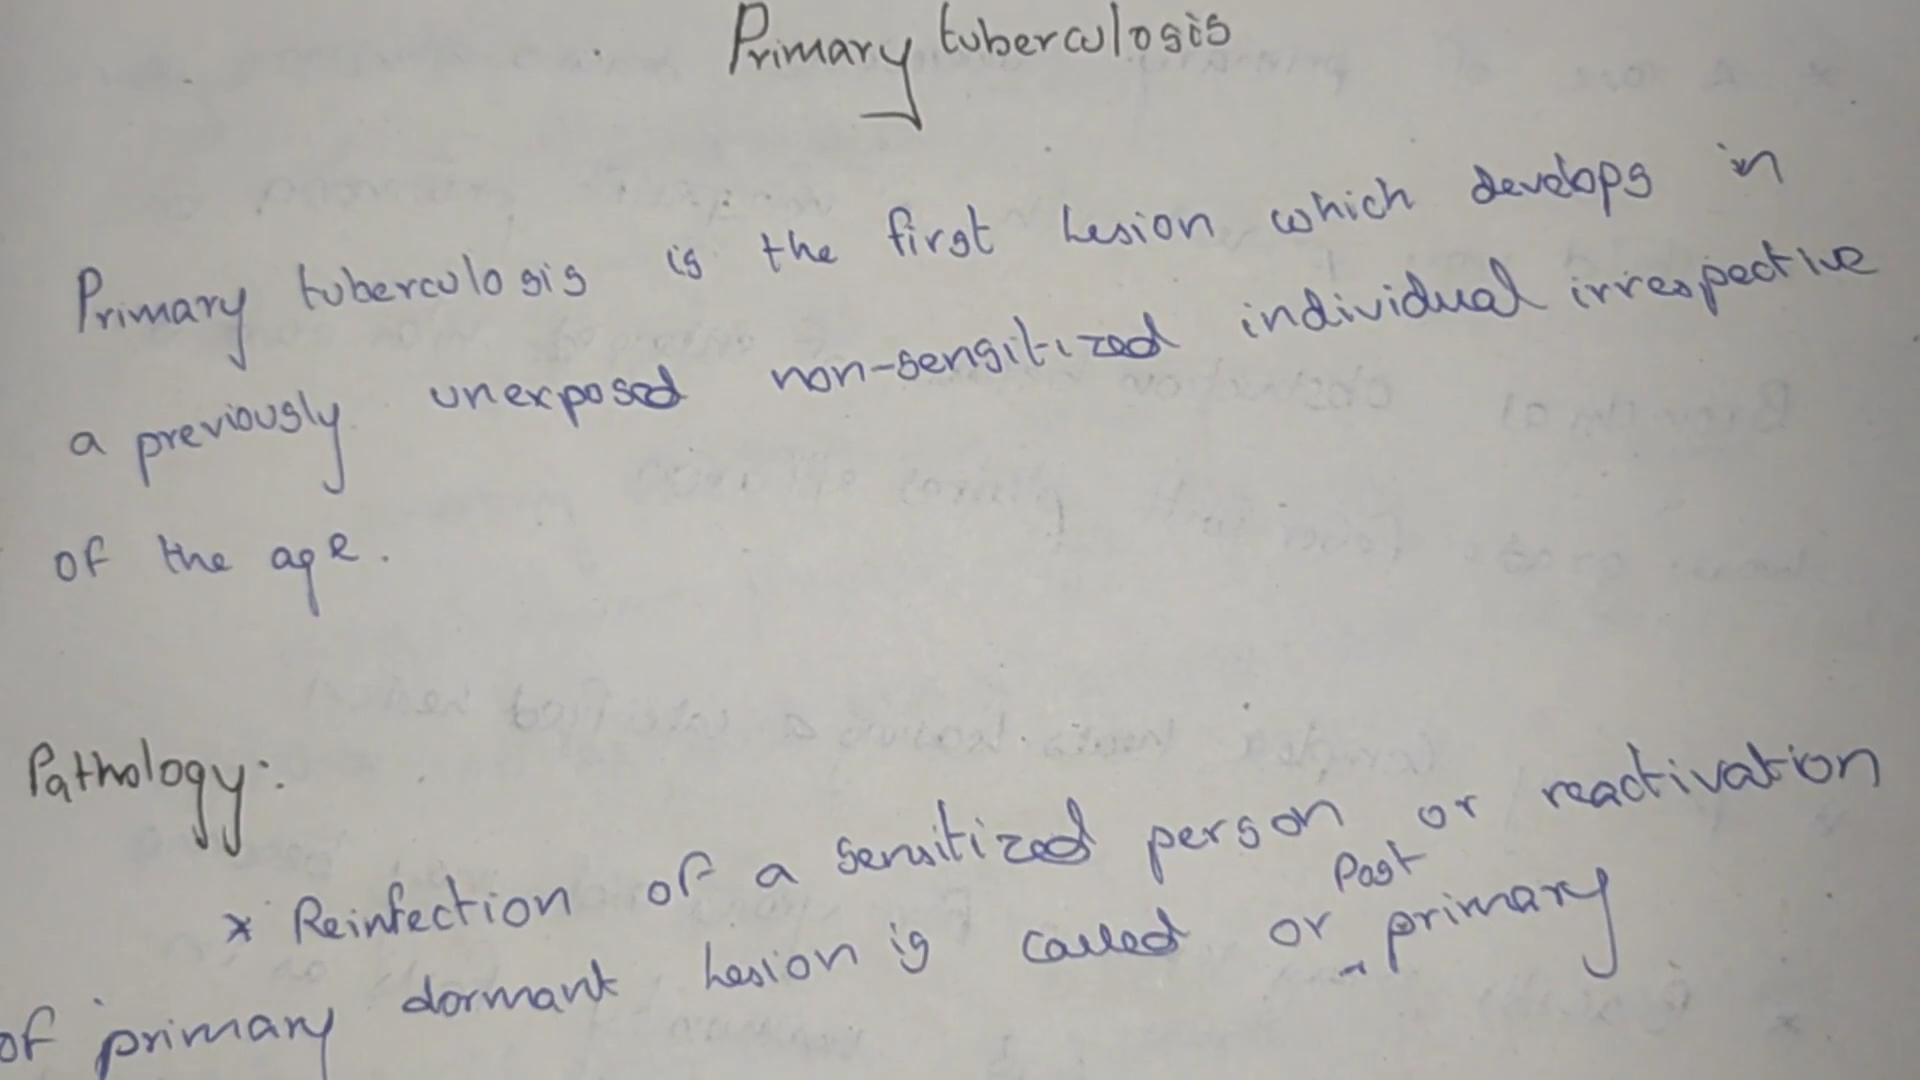 Primary tuberculosis
Primary tuberculosis is the first Lesion which develops in
a previously unexposed non-sensitized individual irrespective
of the age.
Pathology:
* Reinfection of a sensitized person or reactivation
of primary dormant Lesion is called or Past primary